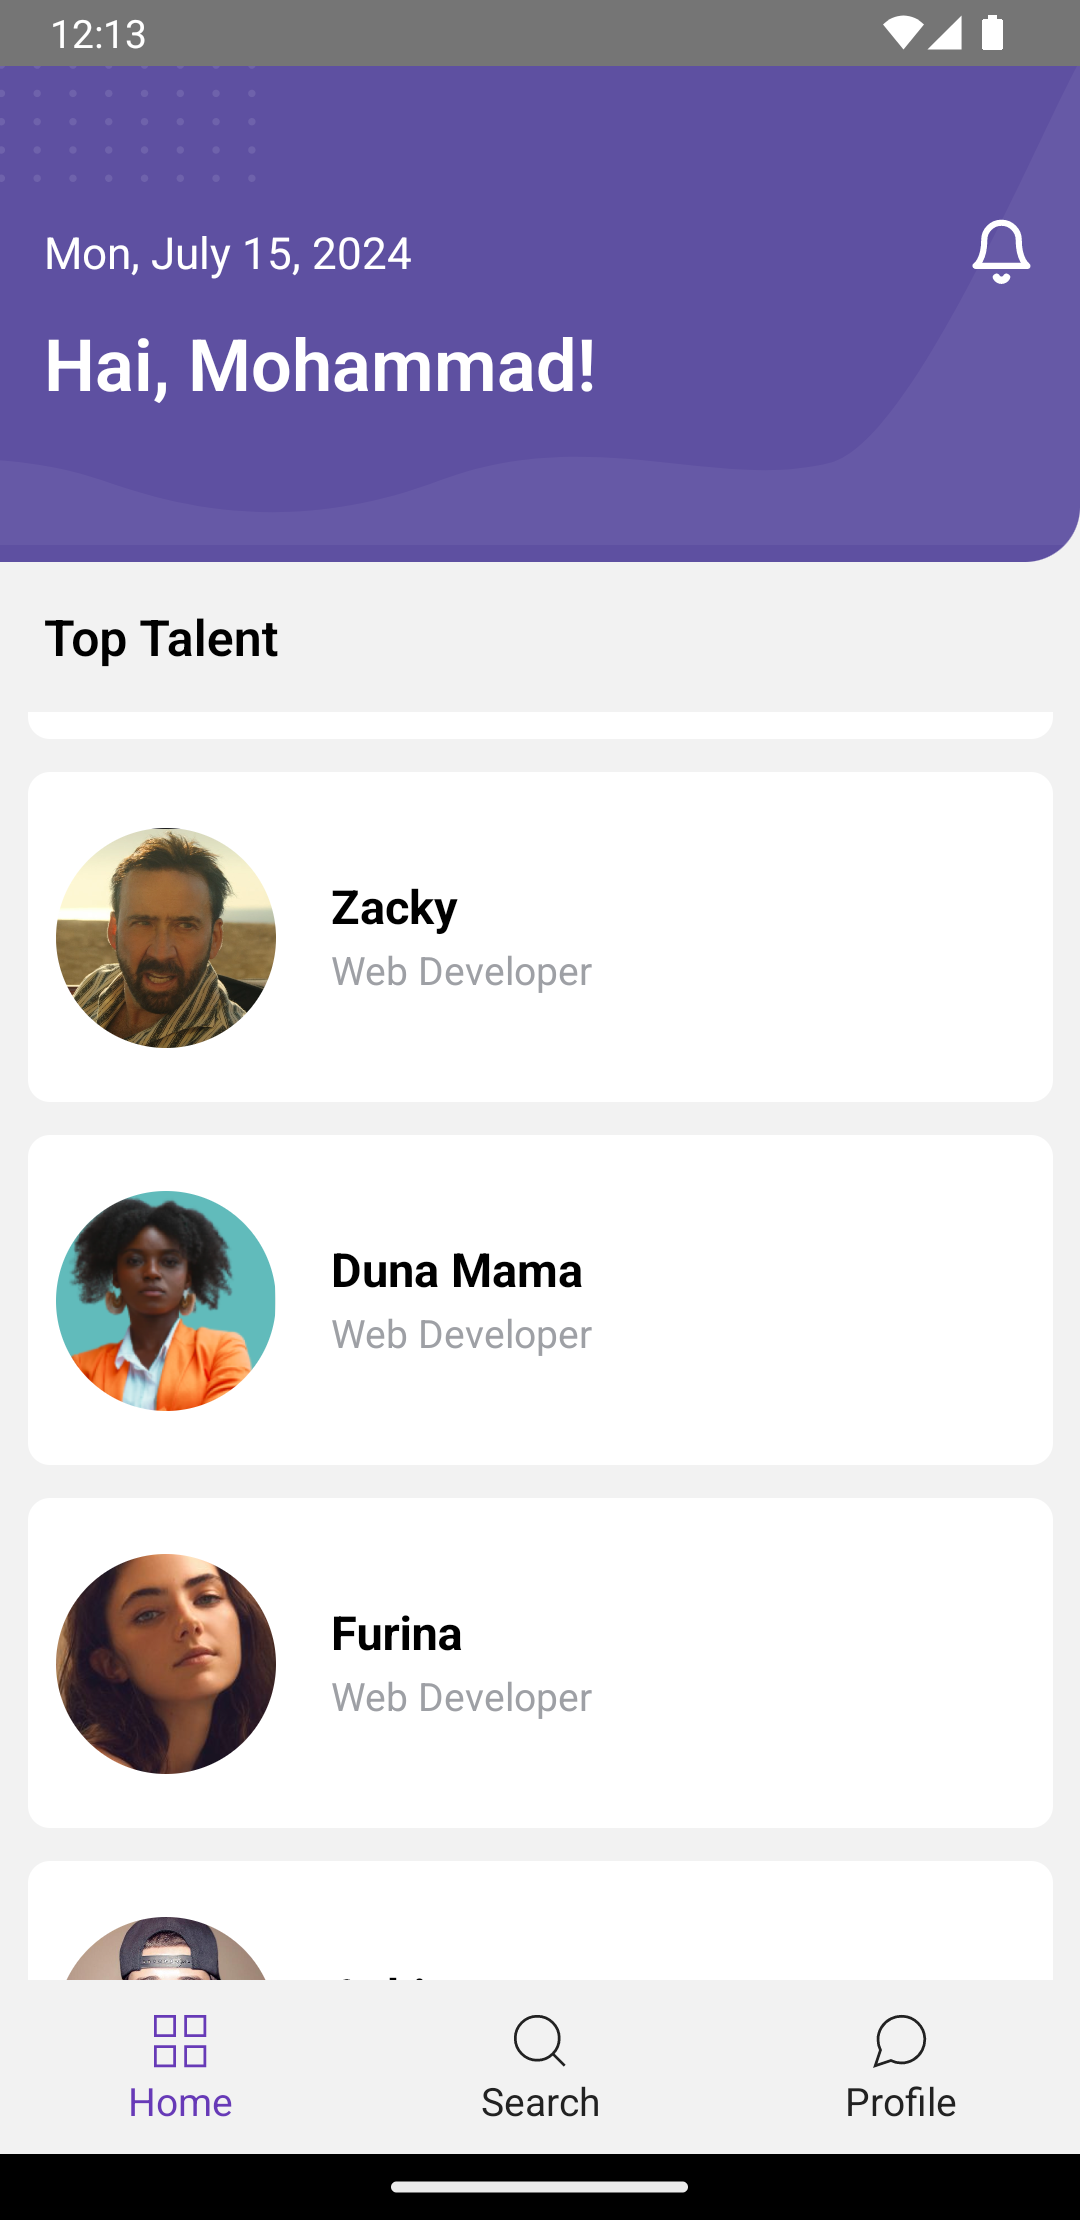 12:13
Mon, July 15, 2024
Hai, Mohammad!
Top Talent
Zacky
Web Developer
Duna Mama
Web Developer
Furina
Web Developer
Home
Search
Profile